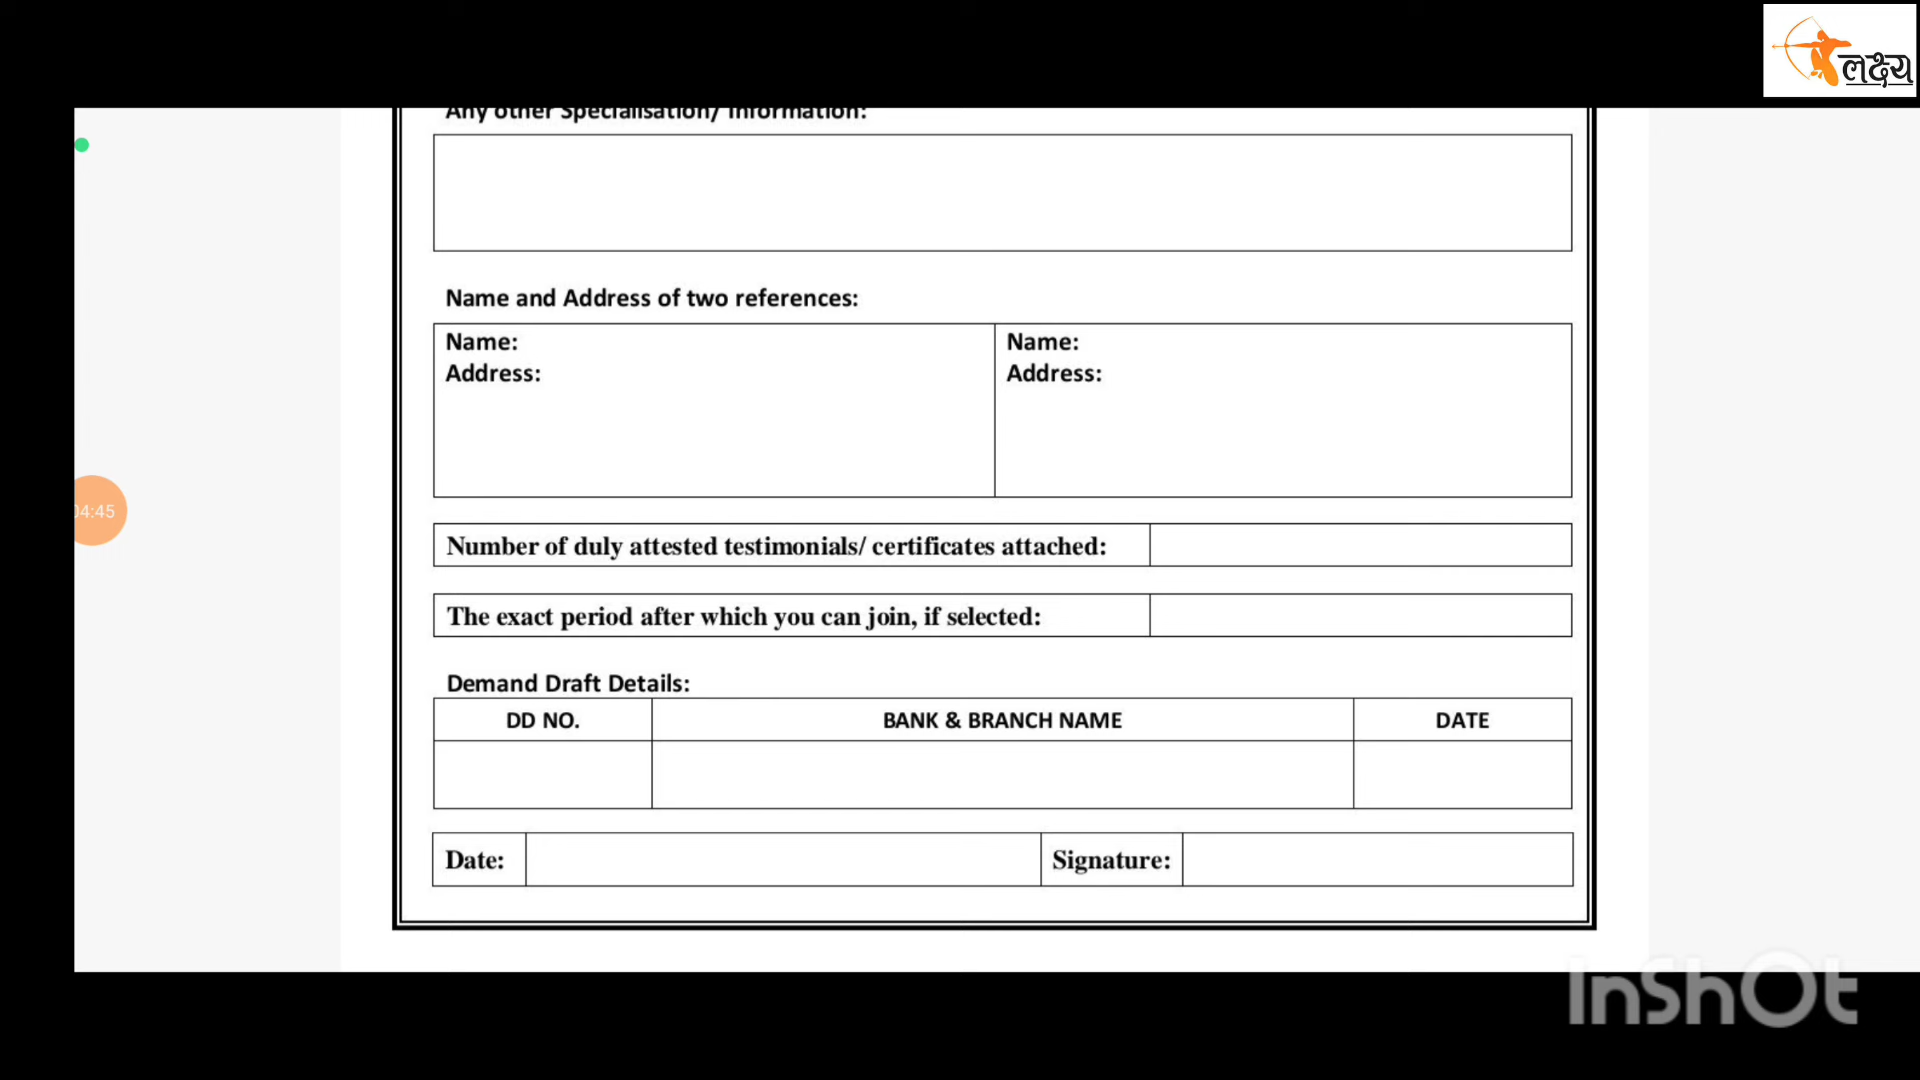 लक्ष्य
Any other Specialisation/ Information:
Name and Address of two references:
Name:
Address:
Name:
Address:
04:45
Number of duly attested testimonials/ certificates attached:
The exact period after which you can join, if selected:
Demand Draft Details:
DD NO. BANK & BRANCH NAME DATE
Date: Signature:
InShOt